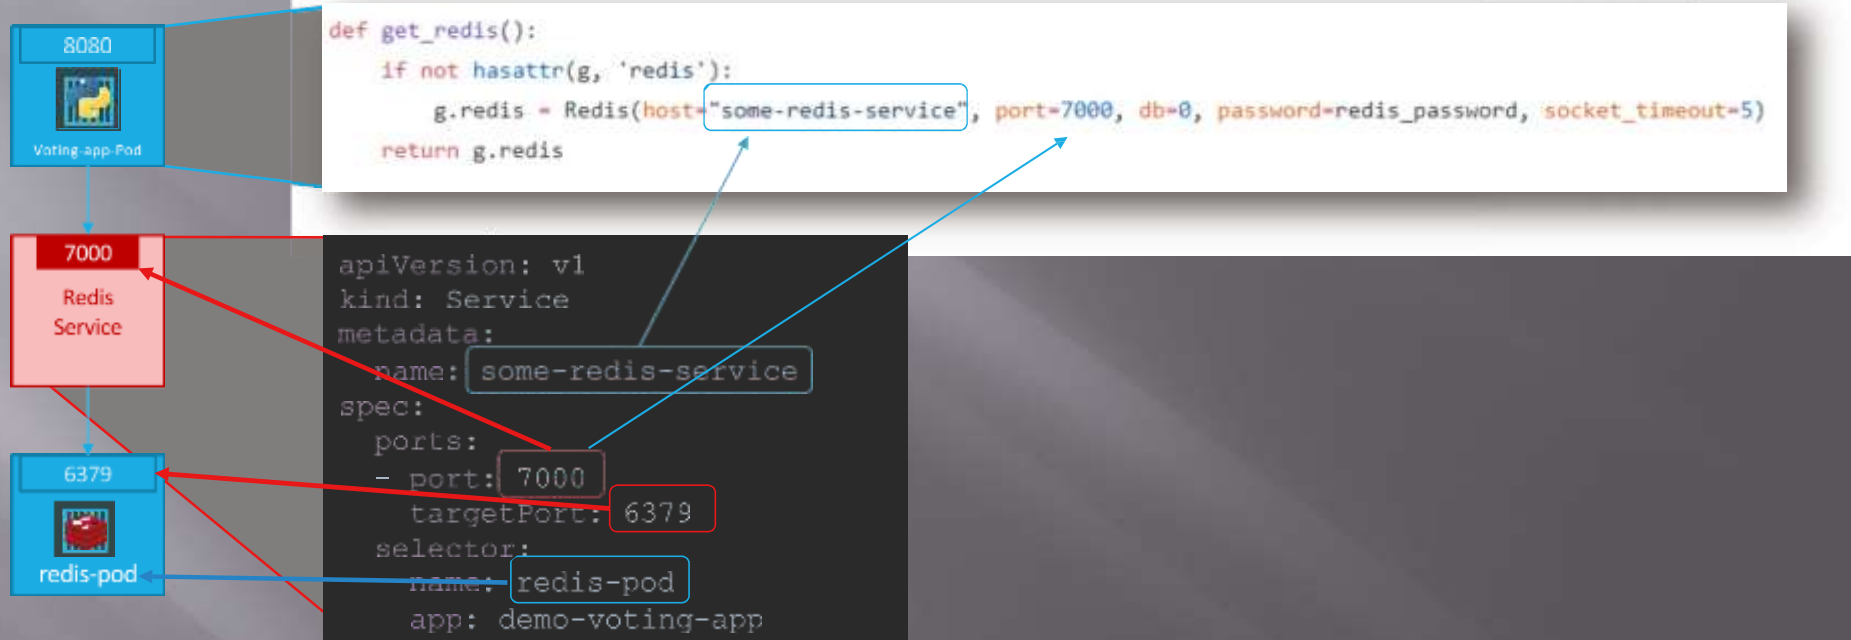 8080
Voting-app-Pod
def get_redis():
    if not hasattr(g, 'redis'):
        g.redis = Redis(host="some-redis-service", port=7000, db=0, password=redis_password, socket_timeout=5)
    return g.redis
7000
Redis
Service
6379
redis-pod
apiVersion: v1
kind: Service
metadata:
  name: some-redis-service
spec:
  ports:
  - port: 7000
    targetPort: 6379
  selector:
    name: redis-pod
    app: demo-voting-app